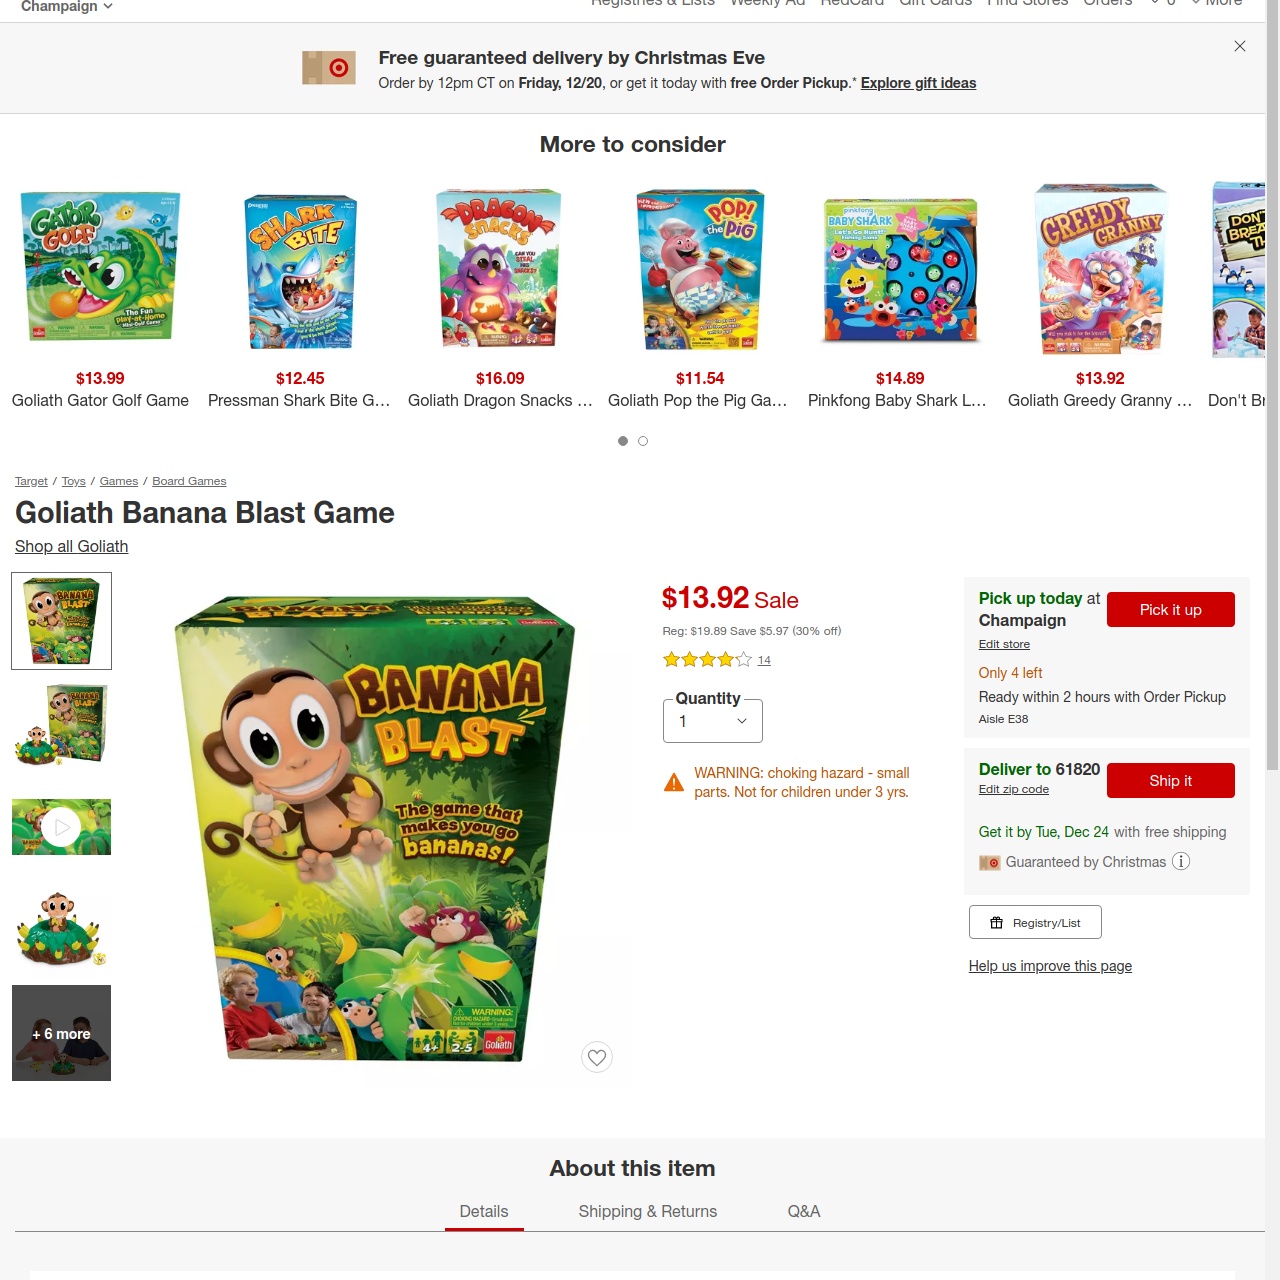 Champaign
Registries & Lists Weekly Ad RedCard Gift Cards Find Stores Orders 0 More
Free guaranteed delivery by Christmas Eve
Order by 12pm CT on Friday, 12/20, or get it today with free Order Pickup.* Explore gift ideas
More to consider
GATOR GOLF
The Fun Play-at-Home Mini-Golf Game
SHARK BITE
DRAGON SNACKS
CAN YOU STEAL HIS SNACKS?
POP! the PIG
pinkfong
BABY SHARK
Let's Go Hunt!
GREEDY GRANNY
$13.99
$12.45
$16.09
$11.54
$14.89
$13.92
Goliath Gator Golf Game
Pressman Shark Bite G...
Goliath Dragon Snacks ...
Goliath Pop the Pig Ga...
Pinkfong Baby Shark L...
Goliath Greedy Granny ...
Don't Br
Target / Toys / Games / Board Games
Goliath Banana Blast Game
Shop all Goliath
BANANA BLAST
BANANA
BLAST
The game that
makes you go
bananas!
WARNING:
4+ 2-5 Goliath
+ 6 more
$13.92 Sale
Reg: $19.89 Save $5.97 (30% off)
14
Quantity
1
WARNING: choking hazard - small
parts. Not for children under 3 yrs.
Pick up today at
Champaign
Pick it up
Edit store
Only 4 left
Ready within 2 hours with Order Pickup
Aisle E38
Deliver to 61820
Ship it
Edit zip code
Get it by Tue, Dec 24 with free shipping
Guaranteed by Christmas
Registry/List
Help us improve this page
About this item
Details Shipping & Returns Q&A